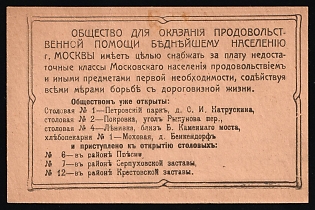 ОБЩЕСТВО ДЛЯ ОКАЗАНІЯ ПРОДОВОЛЬСТ-
ВЕННОЙ ПОМОЩИ БѢДНѢЙШЕМУ НАСЕЛЕНІЮ
г. МОСКВЫ имѣетъ цѣлью снабжать за плату недоста-
точные классы Московскаго населенія продовольствіемъ
и иными предметами первой необходимости, содѣйствуя
всѣми мѣрами борьбѣ съ дороговизной жизни.
Обществомъ уже открыты:
Столовая № 1—Петровскій паркъ, д. С. И. Катрускина,
столовая № 2—Покровка, уголъ Рыкунова пер.,
столовая № 4—Лѣнивка, близъ Б. Каменнаго моста,
хлѣбопекарня № 1—Моховая, д. Бенкендорфъ
и приступлено къ открытію столовыхъ:
№ 6—въ районѣ Прѣсни,
№ 7—въ районѣ Серпуховской заставы,
№ 12—въ районѣ Крестовской заставы.